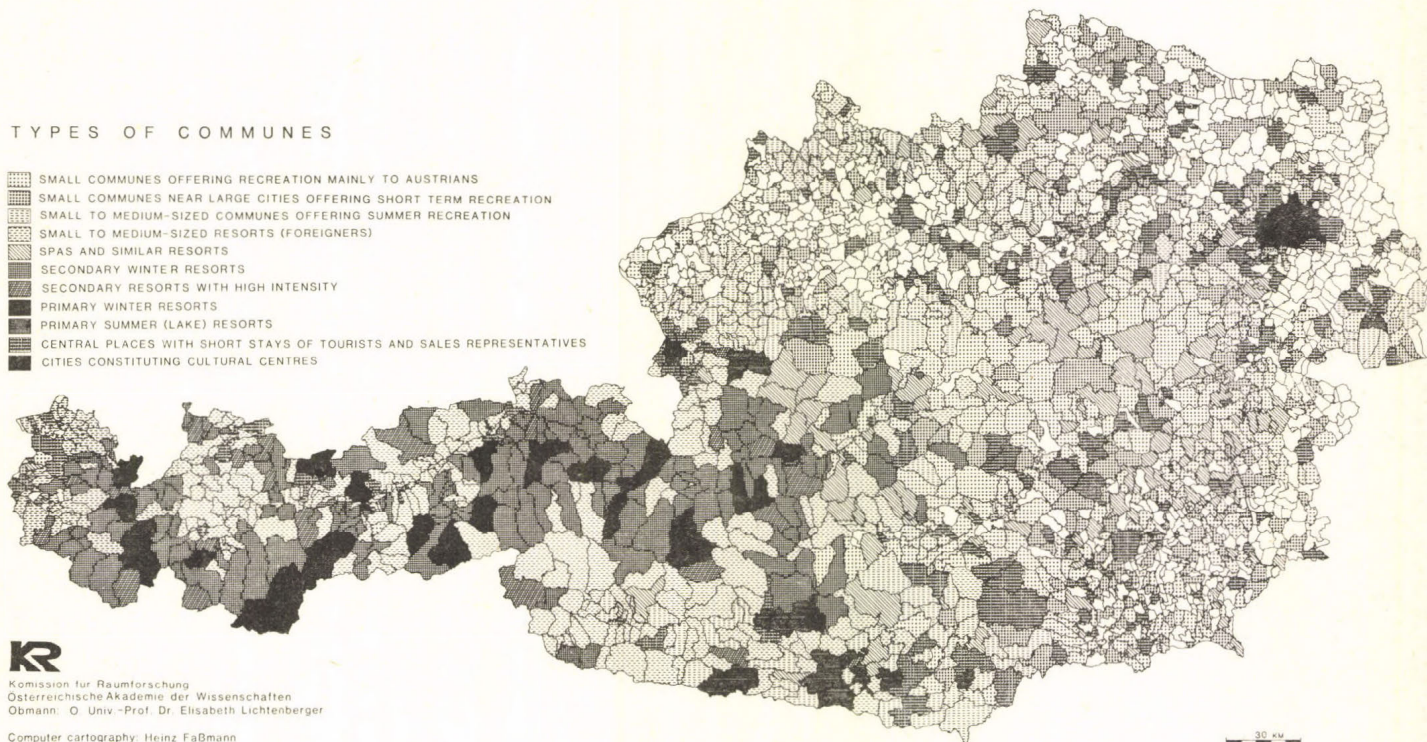 TYPES OF COMMUNES
SMALL COMMUNES OFFERING RECREATION MAINLY TO AUSTRIANS
SMALL COMMUNES NEAR LARGE CITIES OFFERING SHORT TERM RECREATION
SMALL TO MEDIUM-SIZED COMMUNES OFFERING SUMMER RECREATION
SMALL TO MEDIUM-SIZED RESORTS (FOREIGNERS)
SPAS AND SIMILAR RESORTS
SECONDARY WINTER RESORTS
SECONDARY RESORTS WITH HIGH INTENSITY
PRIMARY WINTER RESORTS
PRIMARY SUMMER (LAKE) RESORTS
CENTRAL PLACES WITH SHORT STAYS OF TOURISTS AND SALES REPRESENTATIVES
CITIES CONSTITUTING CULTURAL CENTRES
KR
Komission für Raumforschung
Österreichische Akademie der Wissenschaften
Obmann: O. Univ.-Prof. Dr. Elisabeth Lichtenberger
Computer cartography: Heinz Faßmann
30 KM